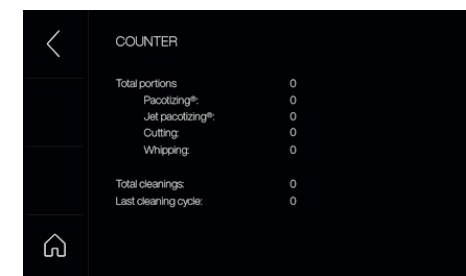 COUNTER
Total portions 0
Pacotizing®: 0
Jet pacotizing®: 0
Cutting: 0
Whipping: 0
Total cleanings: 0
Last cleaning cycle: 0